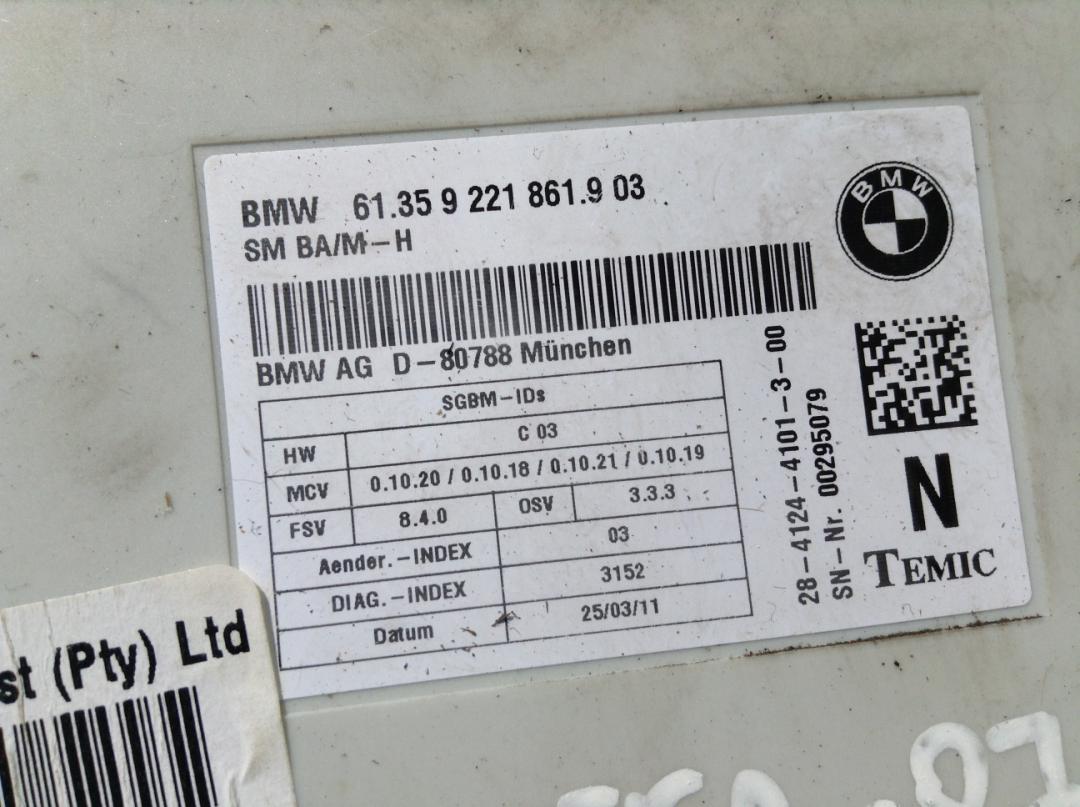 BMW 61.35 9 221 861.9 03
SM BA/M-H
BMW
BMW AG D-80788 München
SGBM-IDs
HW C 03
MCV 0.10.20 / 0.10.18 / 0.10.21 / 0.10.19
FSV 8.4.0 OSV 3.3.3
Aender.-INDEX 03
DIAG.-INDEX 3152
Datum 25/03/11
28-4124-4101-3-00
SN-Nr. 00295079
N
TEMIC
st (Pty) Ltd